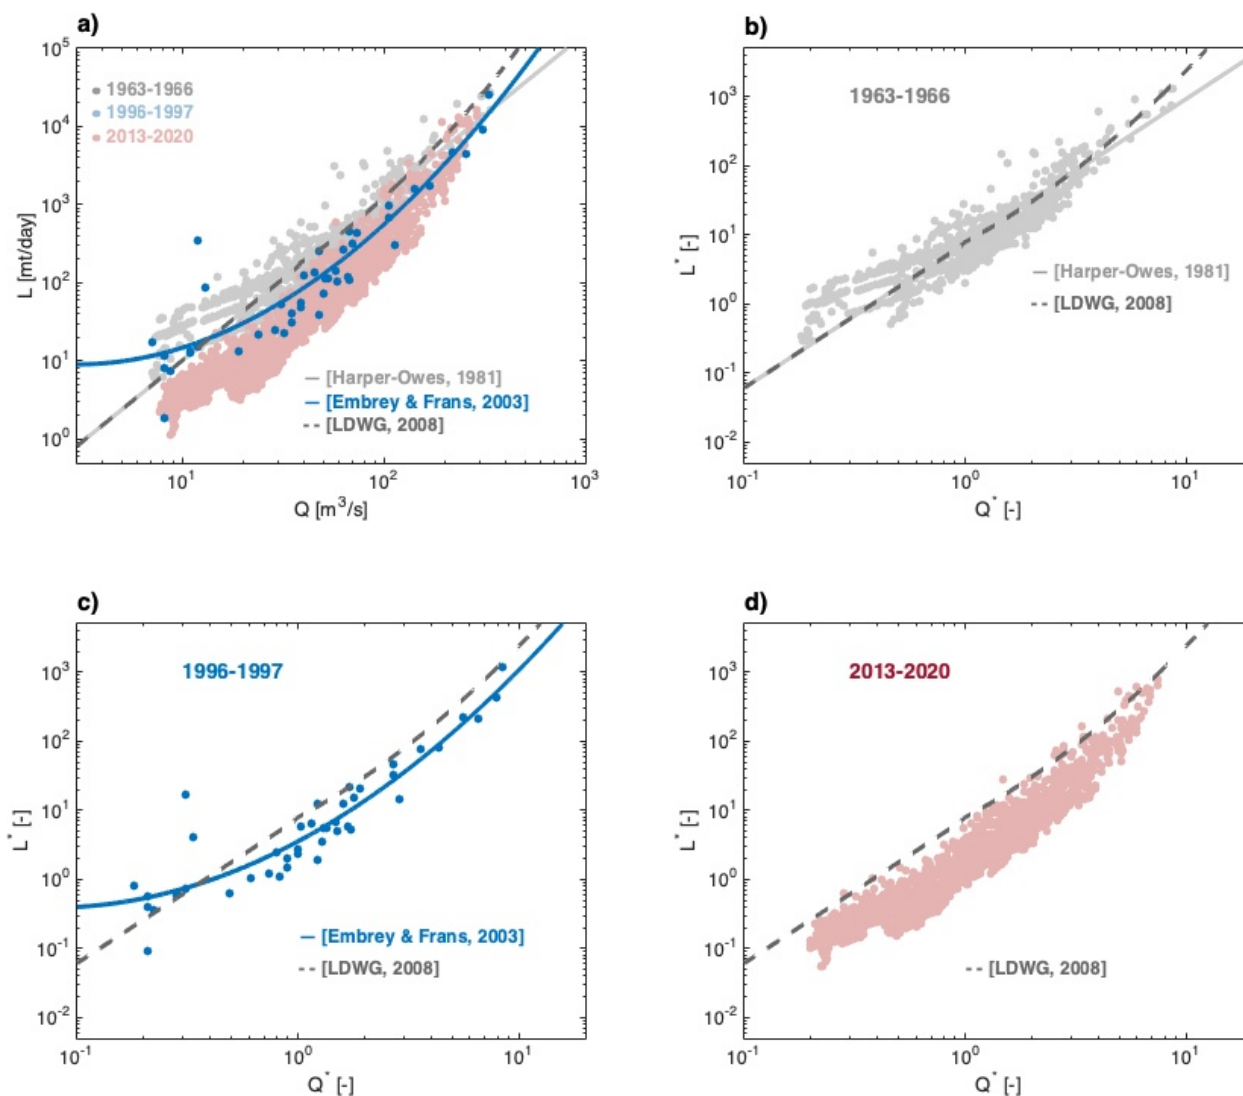 a)
10^5
10^4
10^3
10^2
10^1
10^0
L [mt/day]
1963-1966
1996-1997
2013-2020
[Harper-Owes, 1981]
[Embrey & Frans, 2003]
[LDWG, 2008]
10^1 10^2 10^3
Q [m^3/s]
b)
10^3
10^2
10^1
10^0
10^-1
10^-2
L^* [-]
1963-1966
[Harper-Owes, 1981]
[LDWG, 2008]
10^-1 10^0 10^1
Q^* [-]
c)
10^3
10^2
10^1
10^0
10^-1
10^-2
L^* [-]
1996-1997
[Embrey & Frans, 2003]
[LDWG, 2008]
10^-1 10^0 10^1
Q^* [-]
d)
10^3
10^2
10^1
10^0
10^-1
10^-2
L^* [-]
2013-2020
[LDWG, 2008]
10^-1 10^0 10^1
Q^* [-]